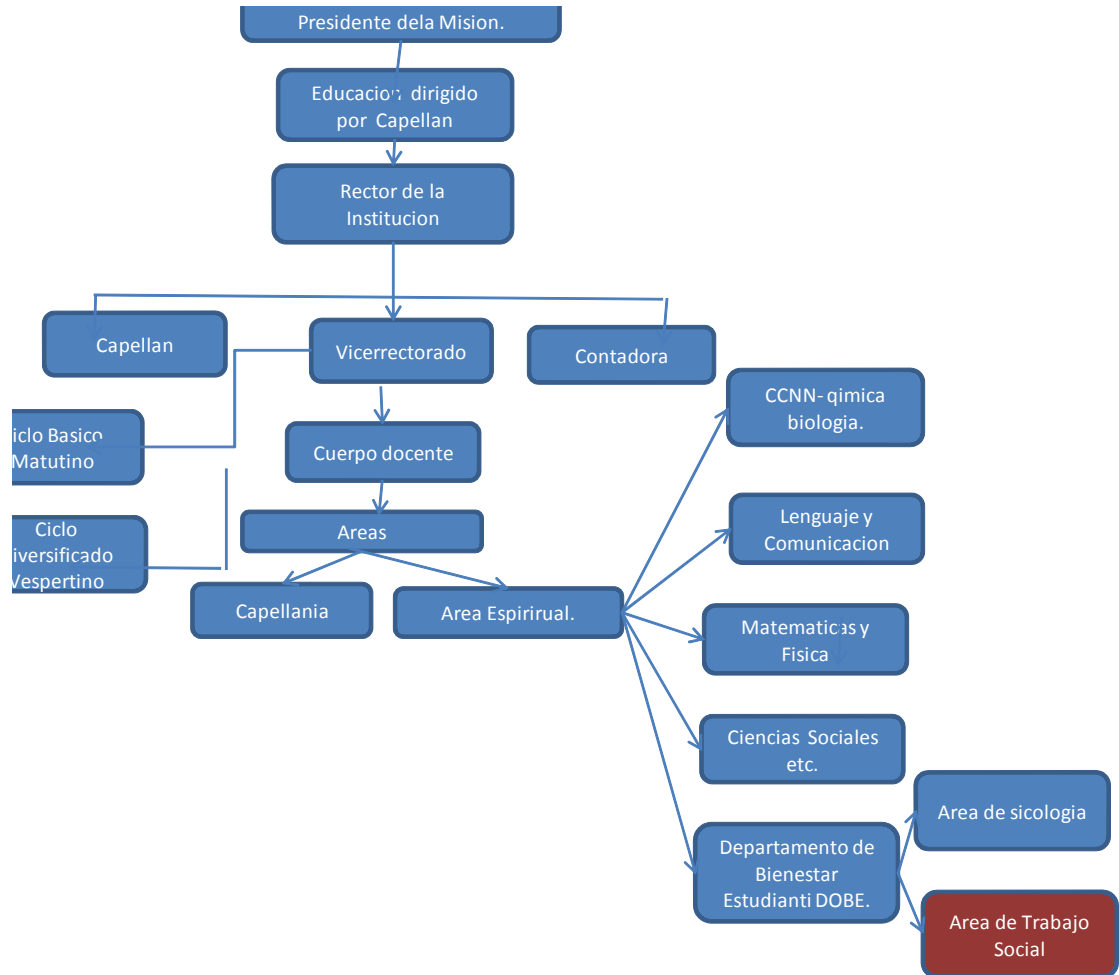 Presidente dela Mision.
Educacion dirigido
por Capellan
Rector de la
Institucion
Capellan
Vicerrectorado
Contadora
CCNN- qimica
biologia.
iclo Basico
Matutino
Cuerpo docente
Lenguaje y
Comunicacion
Areas
Ciclo
iversificado
Vespertino
Capellania
Area Espirirual.
Matematicas y
Fisica
Ciencias Sociales
etc.
Area de sicologia
Departamento de
Bienestar
Estudianti DOBE.
Area de Trabajo
Social